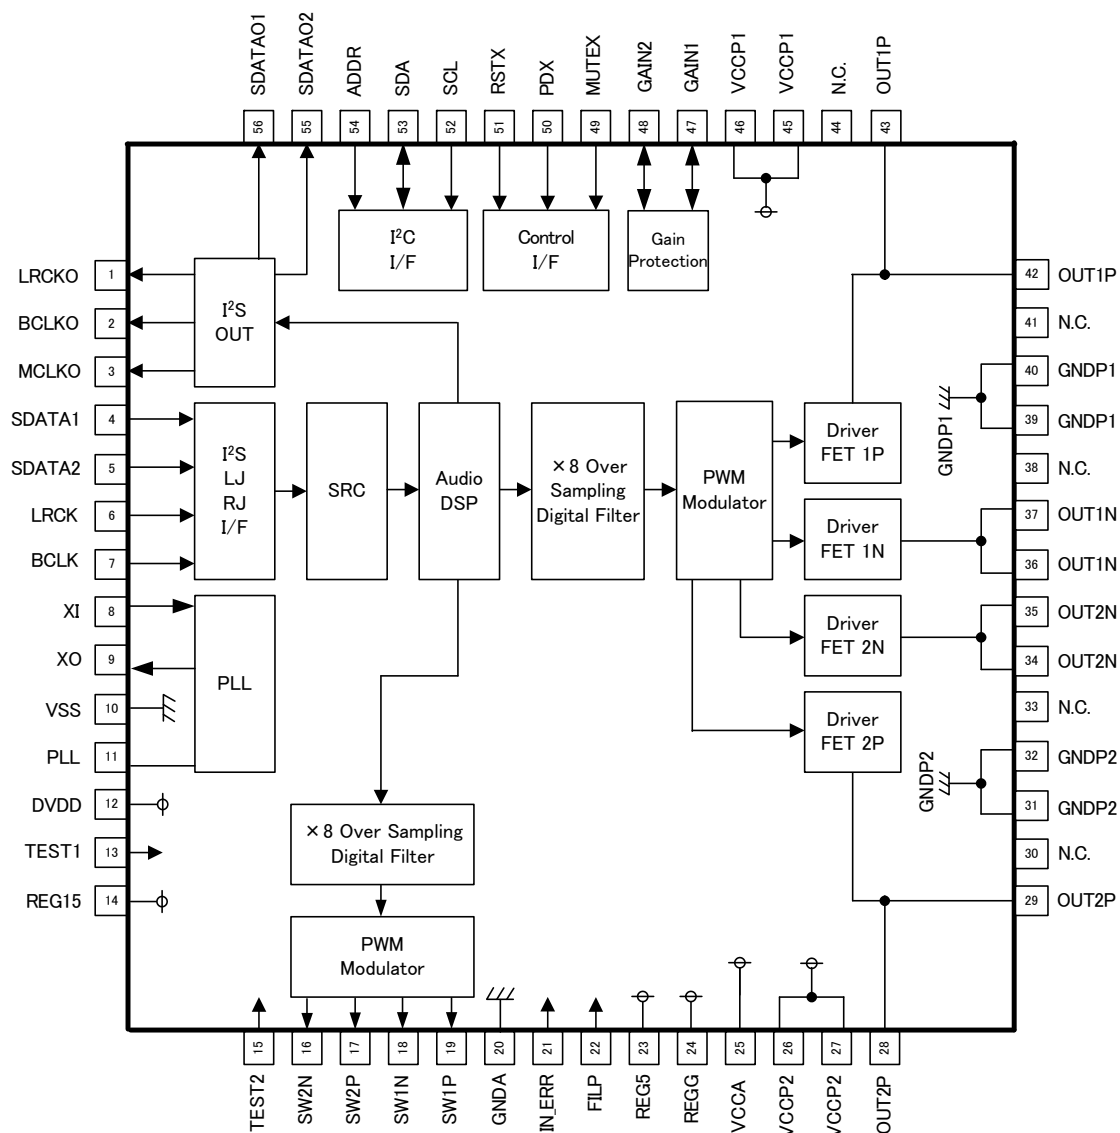 SDATAO1
SDATAO2
ADDR
SDA
SCL
RSTX
PDX
MUTEX
GAIN2
GAIN1
VCCP1
VCCP1
N.C.
OUT1P
56
55
54
53
52
51
50
49
48
47
46
45
44
43
I²C
I/F
Control
I/F
Gain
Protection
LRCKO
1
BCLKO
2
MCLKO
3
SDATA1
4
SDATA2
5
LRCK
6
BCLK
7
XI
8
XO
9
VSS
10
PLL
11
DVDD
12
TEST1
13
REG15
14
I²S
OUT
I²S
LJ
RJ
I/F
SRC
Audio
DSP
×8 Over
Sampling
Digital Filter
PWM
Modulator
Driver
FET 1P
Driver
FET 1N
Driver
FET 2N
Driver
FET 2P
PLL
×8 Over Sampling
Digital Filter
PWM
Modulator
GNDP1
GNDP2
42
OUT1P
41
N.C.
40
GNDP1
39
GNDP1
38
N.C.
37
OUT1N
36
OUT1N
35
OUT2N
34
OUT2N
33
N.C.
32
GNDP2
31
GNDP2
30
N.C.
29
OUT2P
15
16
17
18
19
20
21
22
23
24
25
26
27
28
TEST2
SW2N
SW2P
SW1N
SW1P
GNDA
IN_ERR
FILP
REG5
REGG
VCCA
VCCP2
VCCP2
OUT2P